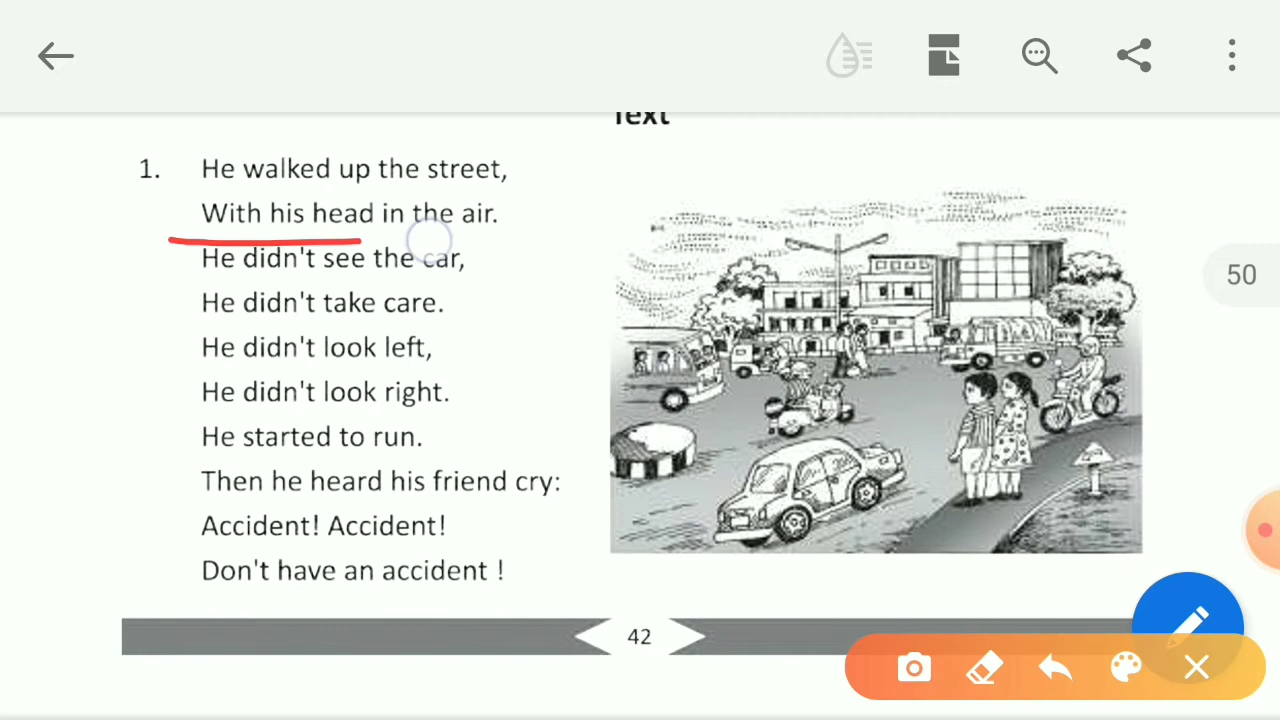 Text
1. He walked up the street,
With his head in the air.
He didn't see the car,
He didn't take care.
He didn't look left,
He didn't look right.
He started to run.
Then he heard his friend cry:
Accident! Accident!
Don't have an accident !
50
42